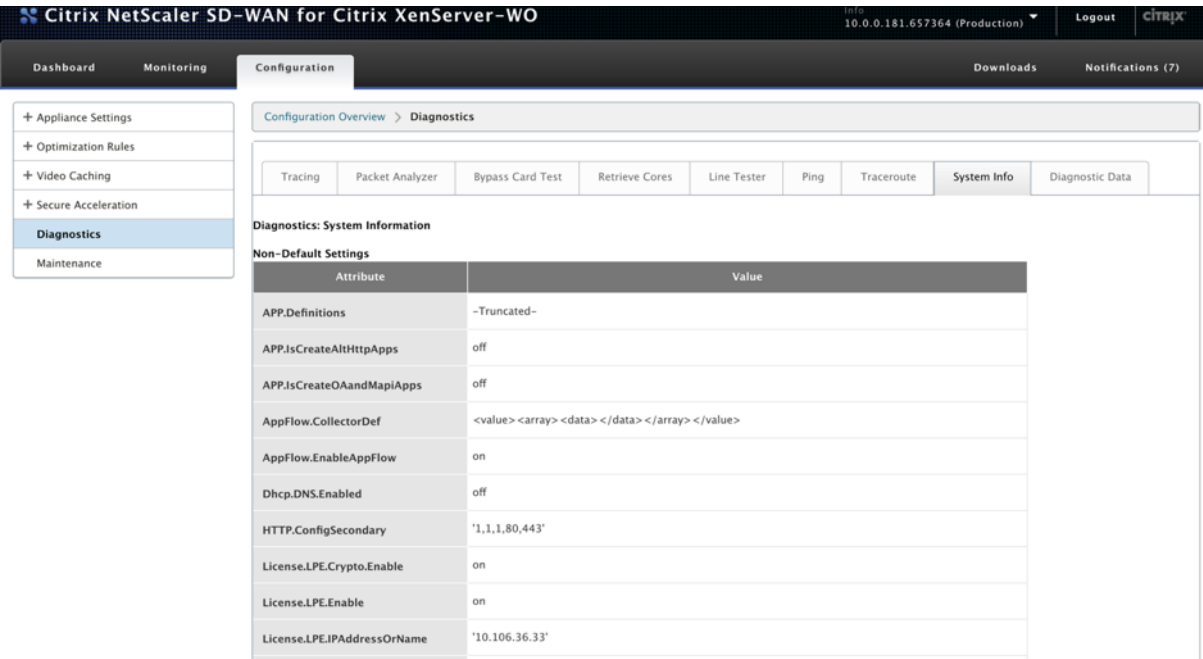 Citrix NetScaler SD-WAN for Citrix XenServer-WO
Info
10.0.0.181.657364 (Production)
Logout
CİTRIX
Dashboard
Monitoring
Configuration
Downloads
Notifications (7)
+ Appliance Settings
+ Optimization Rules
+ Video Caching
+ Secure Acceleration
Diagnostics
Maintenance
Configuration Overview > Diagnostics
Tracing
Packet Analyzer
Bypass Card Test
Retrieve Cores
Line Tester
Ping
Traceroute
System Info
Diagnostic Data
Diagnostics: System Information
Non-Default Settings
Attribute Value
APP.Definitions -Truncated-
APP.IsCreateAltHttpApps off
APP.IsCreateOAandMapiApps off
AppFlow.CollectorDef <value><array><data></data></array></value>
AppFlow.EnableAppFlow on
Dhcp.DNS.Enabled off
HTTP.ConfigSecondary '1,1,1,80,443'
License.LPE.Crypto.Enable on
License.LPE.Enable on
License.LPE.IPAddressOrName '10.106.36.33'